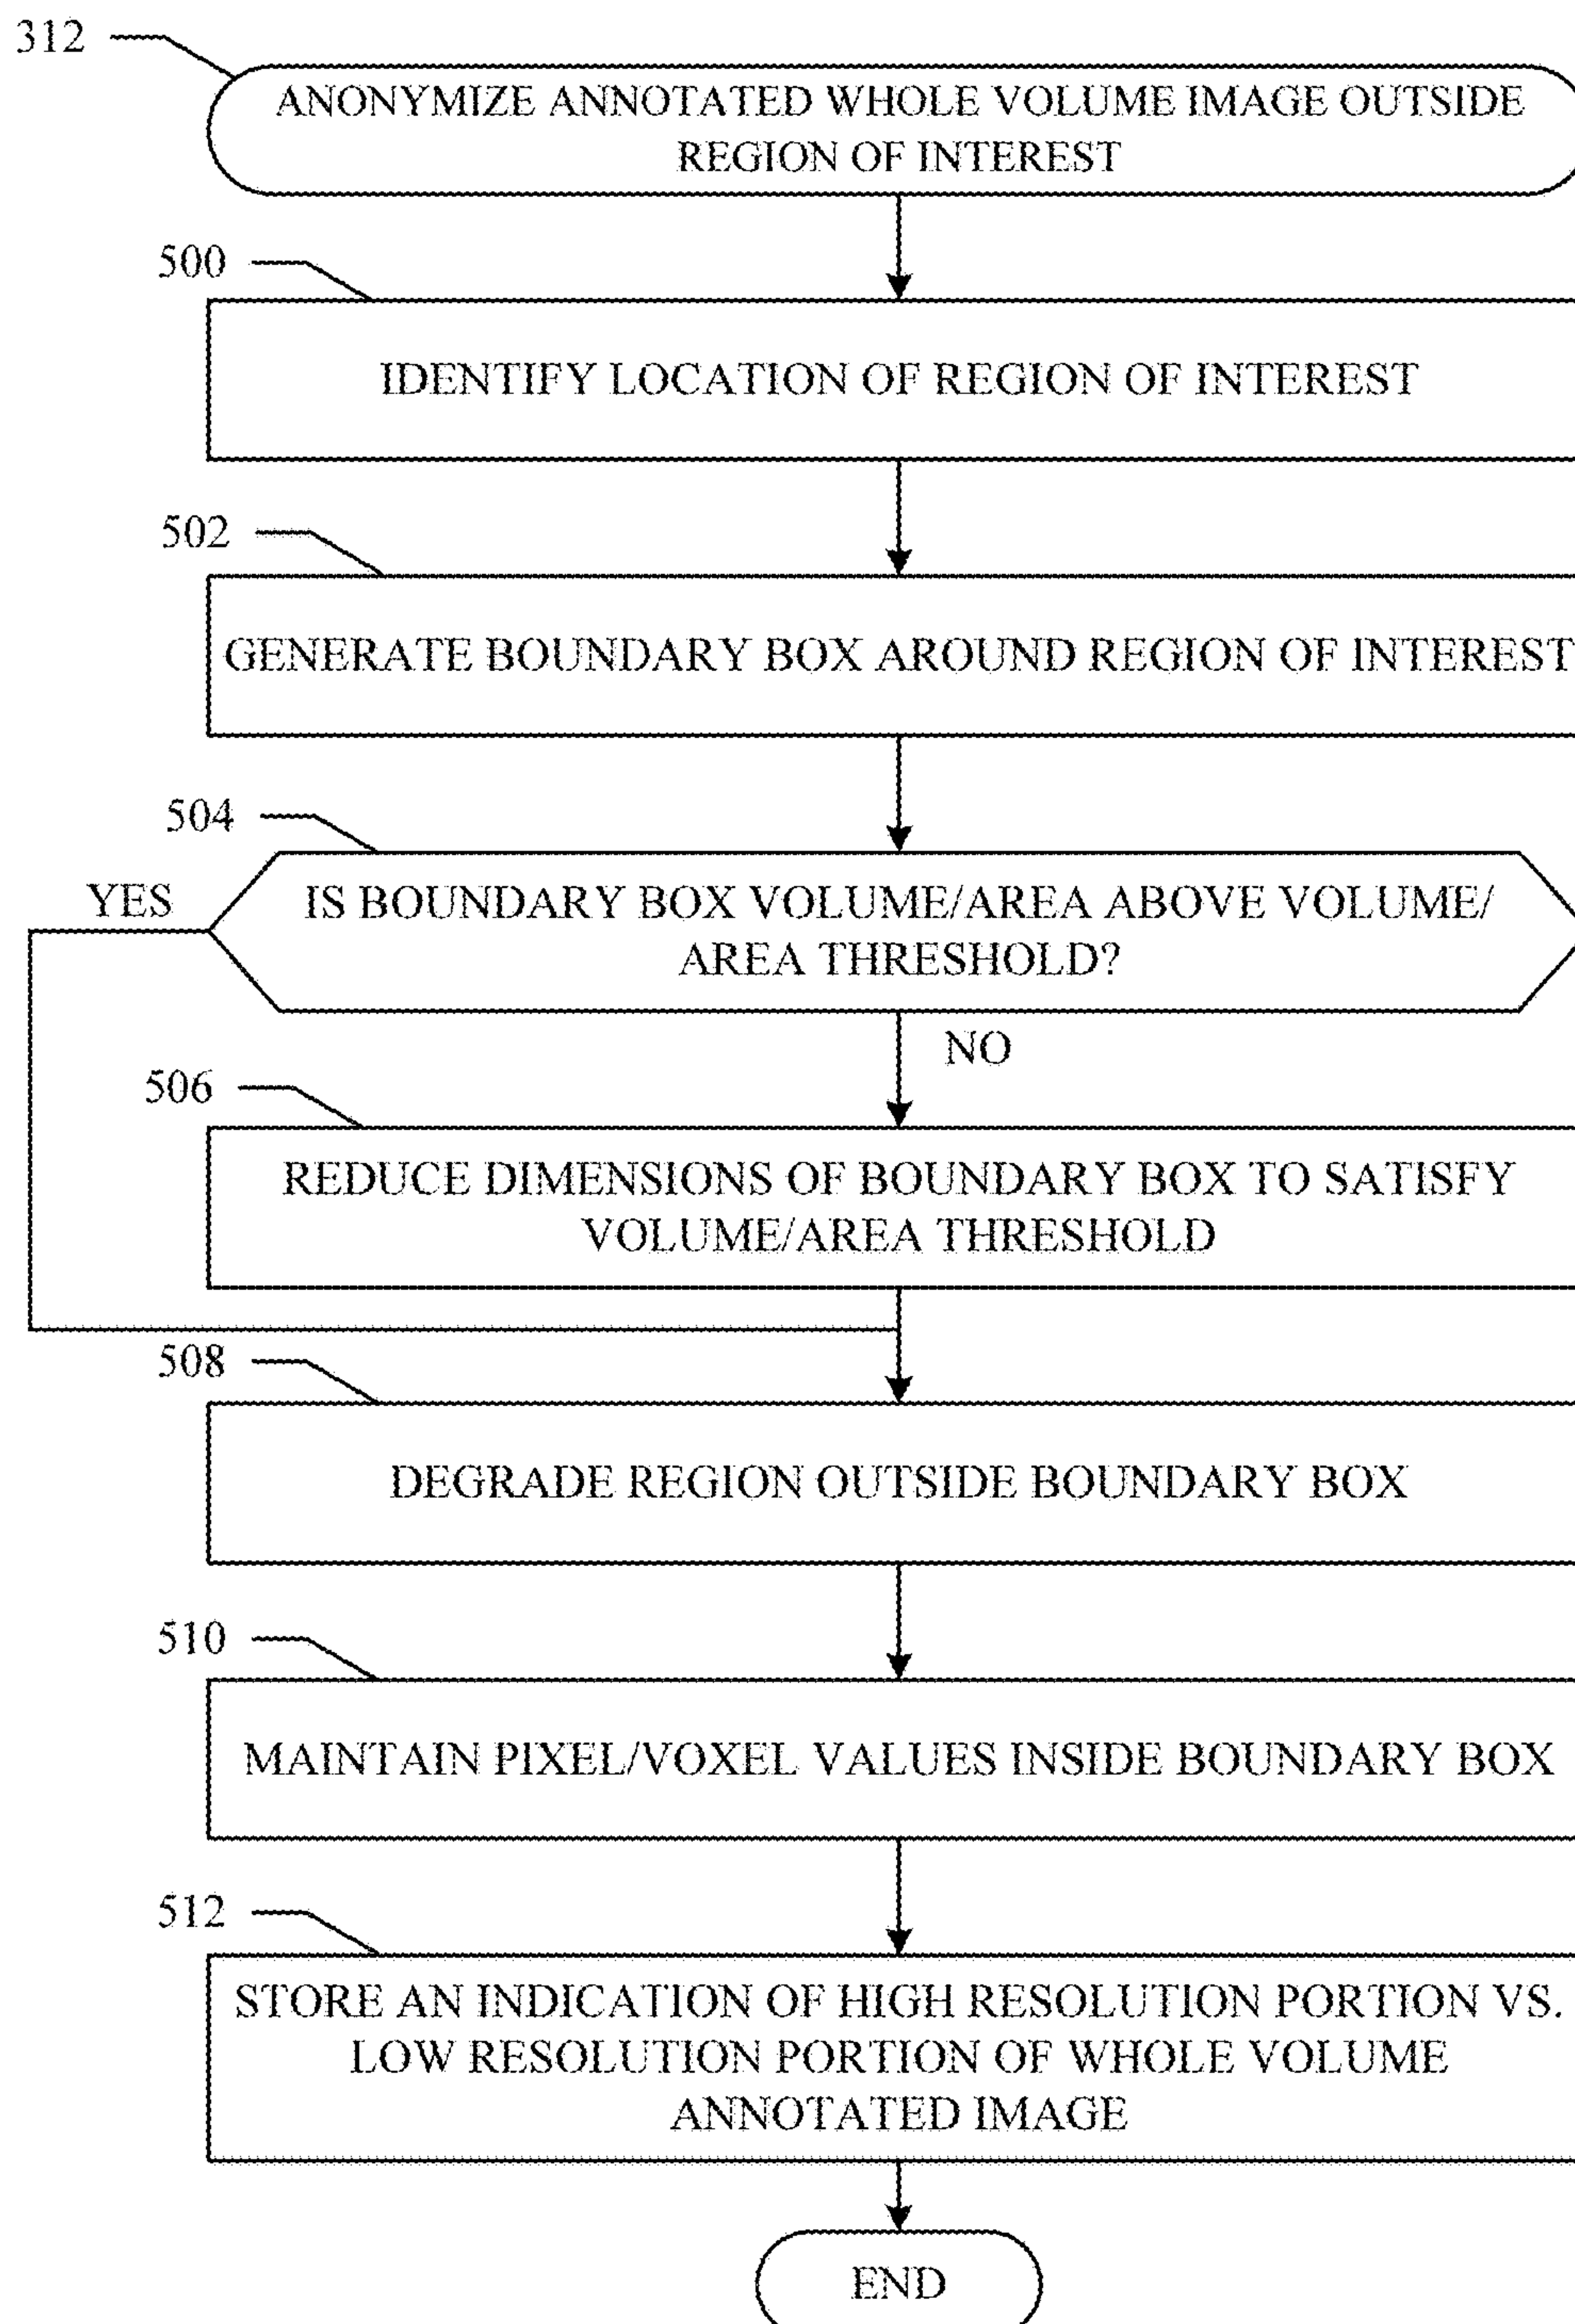 312
ANONYMIZE ANNOTATED WHOLE VOLUME IMAGE OUTSIDE
REGION OF INTEREST
500
IDENTIFY LOCATION OF REGION OF INTEREST
502
GENERATE BOUNDARY BOX AROUND REGION OF INTEREST
504
YES
IS BOUNDARY BOX VOLUME/AREA ABOVE VOLUME/
AREA THRESHOLD?
NO
506
REDUCE DIMENSIONS OF BOUNDARY BOX TO SATISFY
VOLUME/AREA THRESHOLD
508
DEGRADE REGION OUTSIDE BOUNDARY BOX
510
MAINTAIN PIXEL/VOXEL VALUES INSIDE BOUNDARY BOX
512
STORE AN INDICATION OF HIGH RESOLUTION PORTION VS.
LOW RESOLUTION PORTION OF WHOLE VOLUME
ANNOTATED IMAGE
END